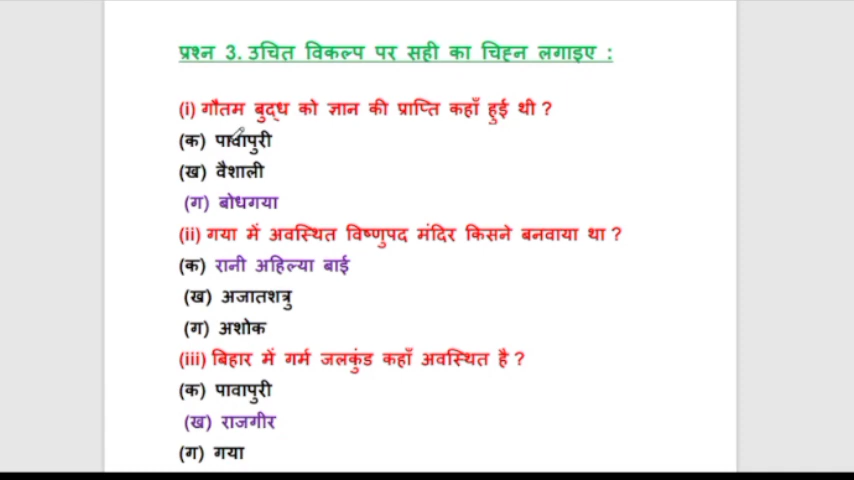 प्रश्न 3. उचित विकल्प पर सही का चिह्न लगाइए :
(i) गौतम बुद्ध को ज्ञान की प्राप्ति कहाँ हुई थी ?
(क) पावापुरी
(ख) वैशाली
(ग) बोधगया
(ii) गया में अवस्थित विष्णुपद मंदिर किसने बनवाया था ?
(क) रानी अहिल्या बाई
(ख) अजातशत्रु
(ग) अशोक
(iii) बिहार में गर्म जलकुंड कहाँ अवस्थित है ?
(क) पावापुरी
(ख) राजगीर
(ग) गया